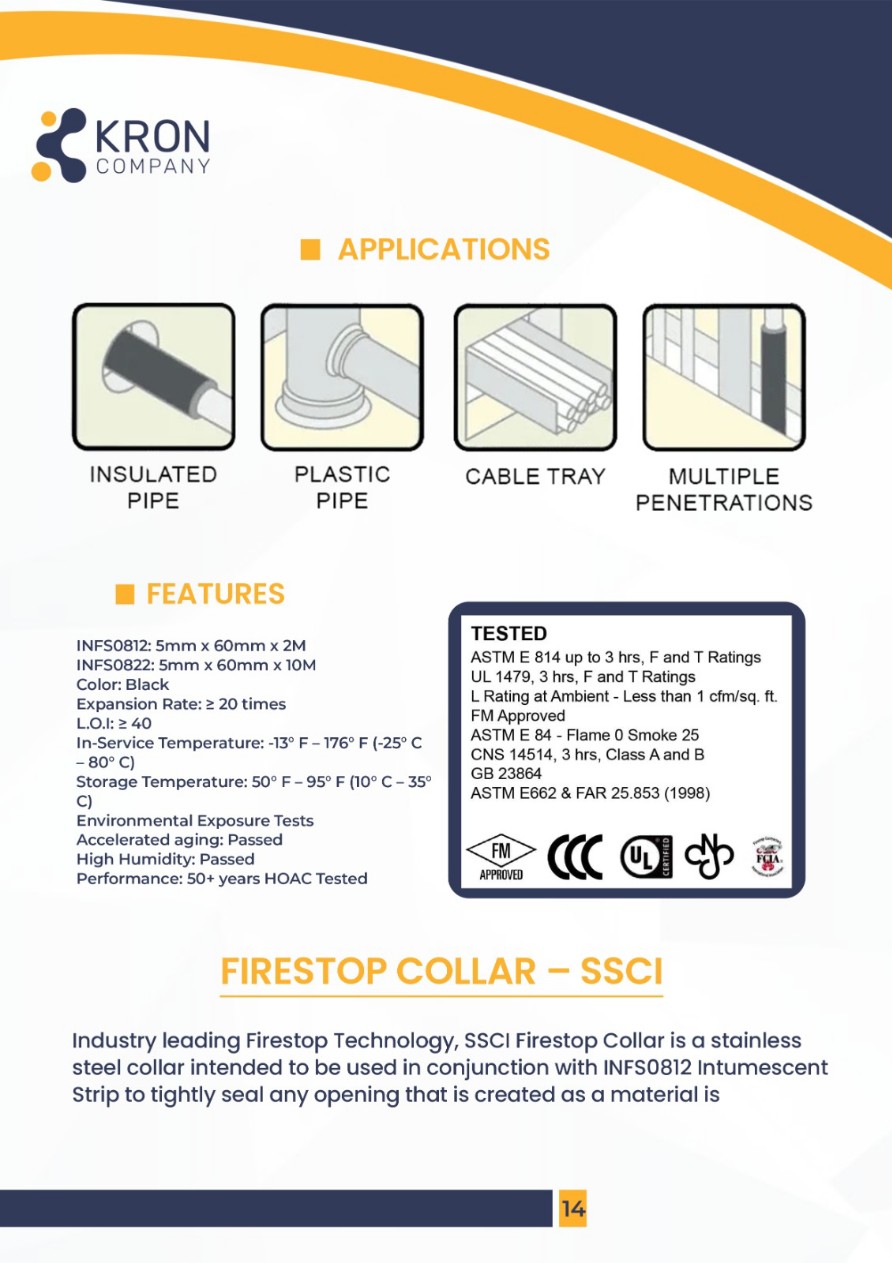 KRON
COMPANY
APPLICATIONS
INSULATED
PIPE
PLASTIC
PIPE
CABLE TRAY
MULTIPLE
PENETRATIONS
FEATURES
INFS0812: 5mm x 60mm x 2M
INFS0822: 5mm x 60mm x 10M
Color: Black
Expansion Rate: ≥ 20 times
L.O.I: ≥ 40
In-Service Temperature: -13° F – 176° F (-25° C
– 80° C)
Storage Temperature: 50° F – 95° F (10° C – 35°
C)
Environmental Exposure Tests
Accelerated aging: Passed
High Humidity: Passed
Performance: 50+ years HOAC Tested
TESTED
ASTM E 814 up to 3 hrs, F and T Ratings
UL 1479, 3 hrs, F and T Ratings
L Rating at Ambient - Less than 1 cfm/sq. ft.
FM Approved
ASTM E 84 - Flame 0 Smoke 25
CNS 14514, 3 hrs, Class A and B
GB 23864
ASTM E662 & FAR 25.853 (1998)
FM
APPROVED
CCC
UL
CERTIFIED
FCIA
FIRESTOP COLLAR – SSCI
Industry leading Firestop Technology, SSCI Firestop Collar is a stainless
steel collar intended to be used in conjunction with INFS0812 Intumescent
Strip to tightly seal any opening that is created as a material is
14